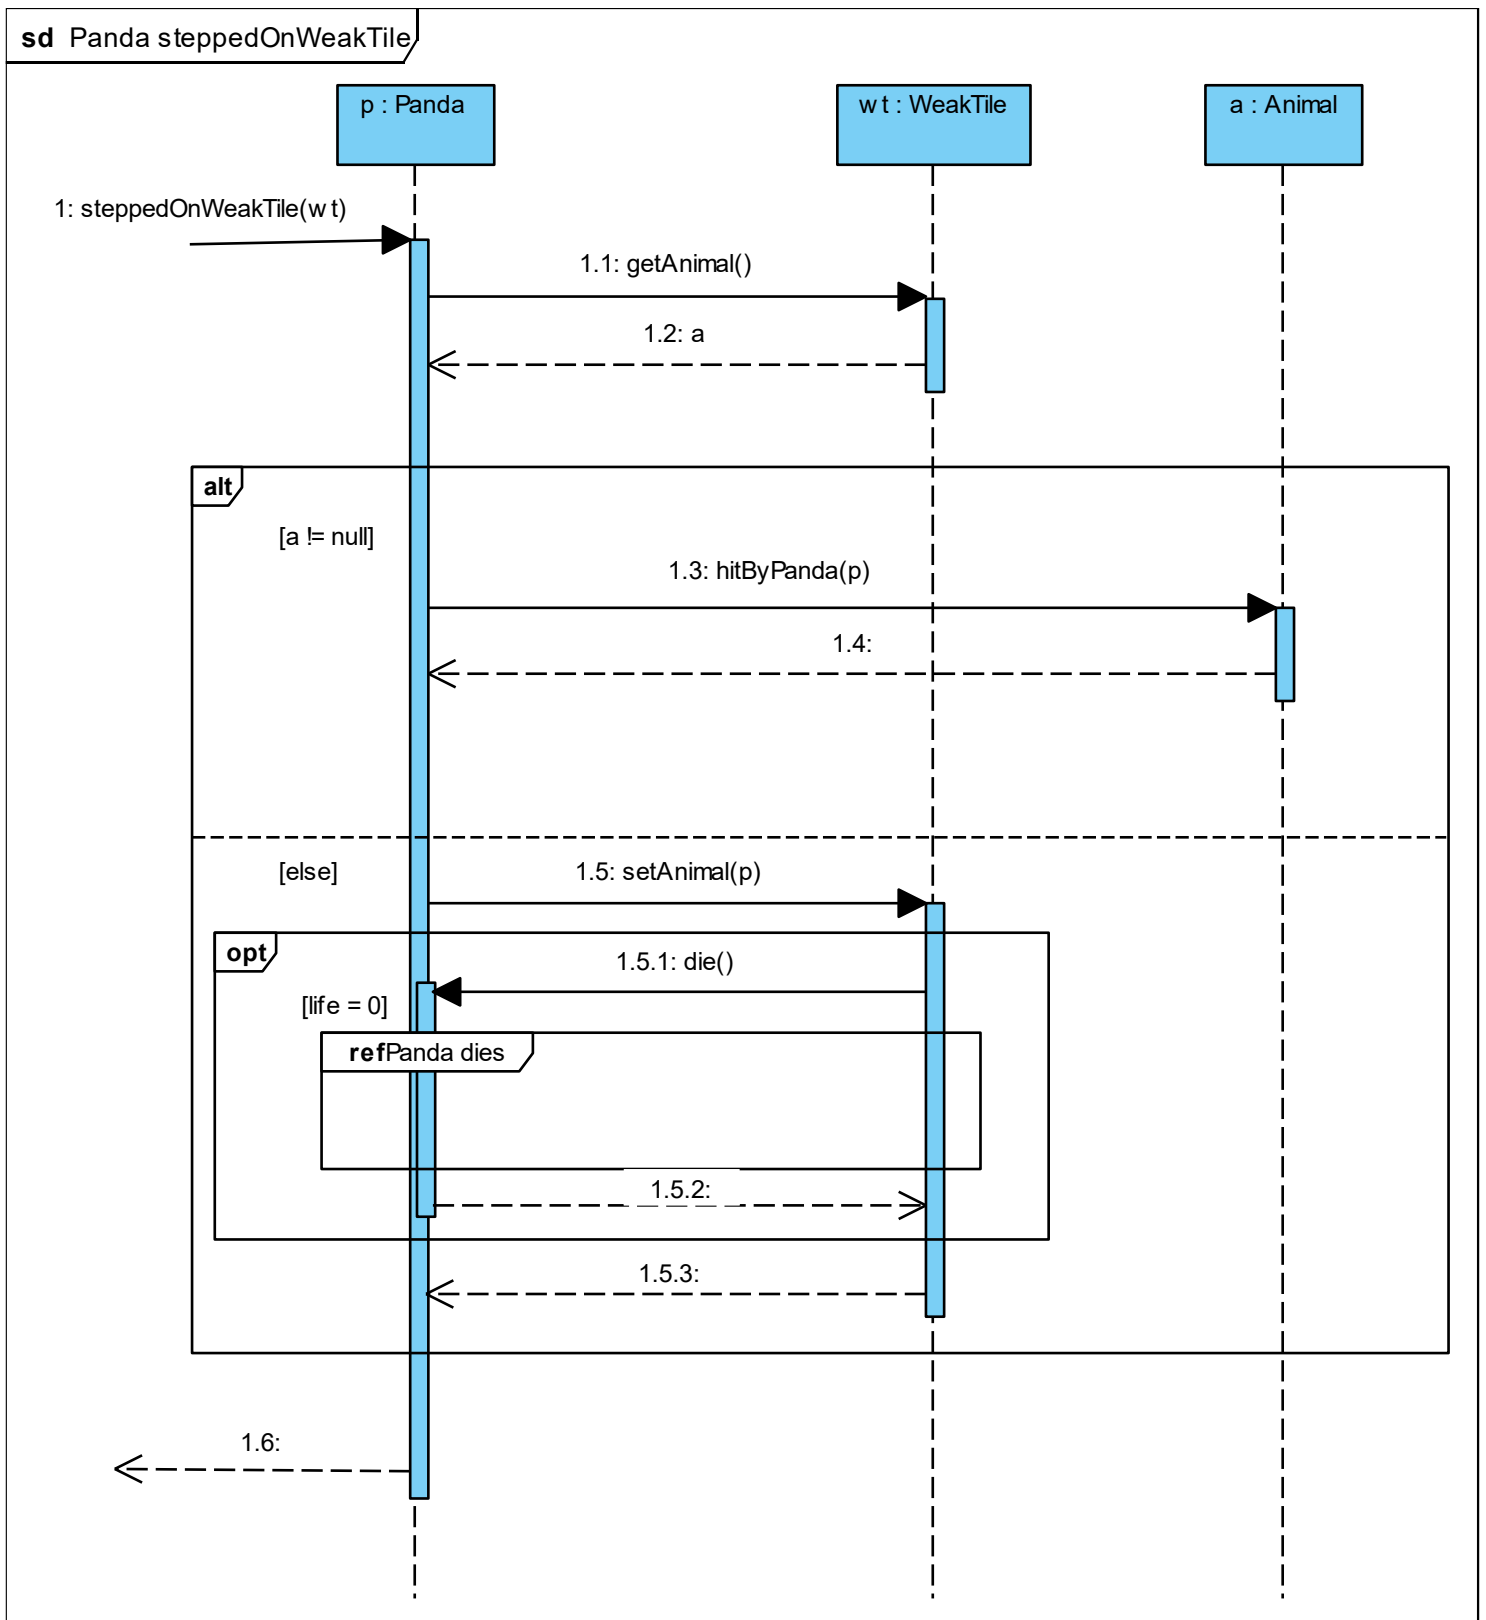 sd Panda steppedOnWeakTile
p : Panda
wt : WeakTile
a : Animal
1: steppedOnWeakTile(wt)
1.1: getAnimal()
1.2: a
alt
[a != null]
1.3: hitByPanda(p)
1.4:
[else]
1.5: setAnimal(p)
opt
1.5.1: die()
[life = 0]
refPanda dies
1.5.2:
1.5.3:
1.6: